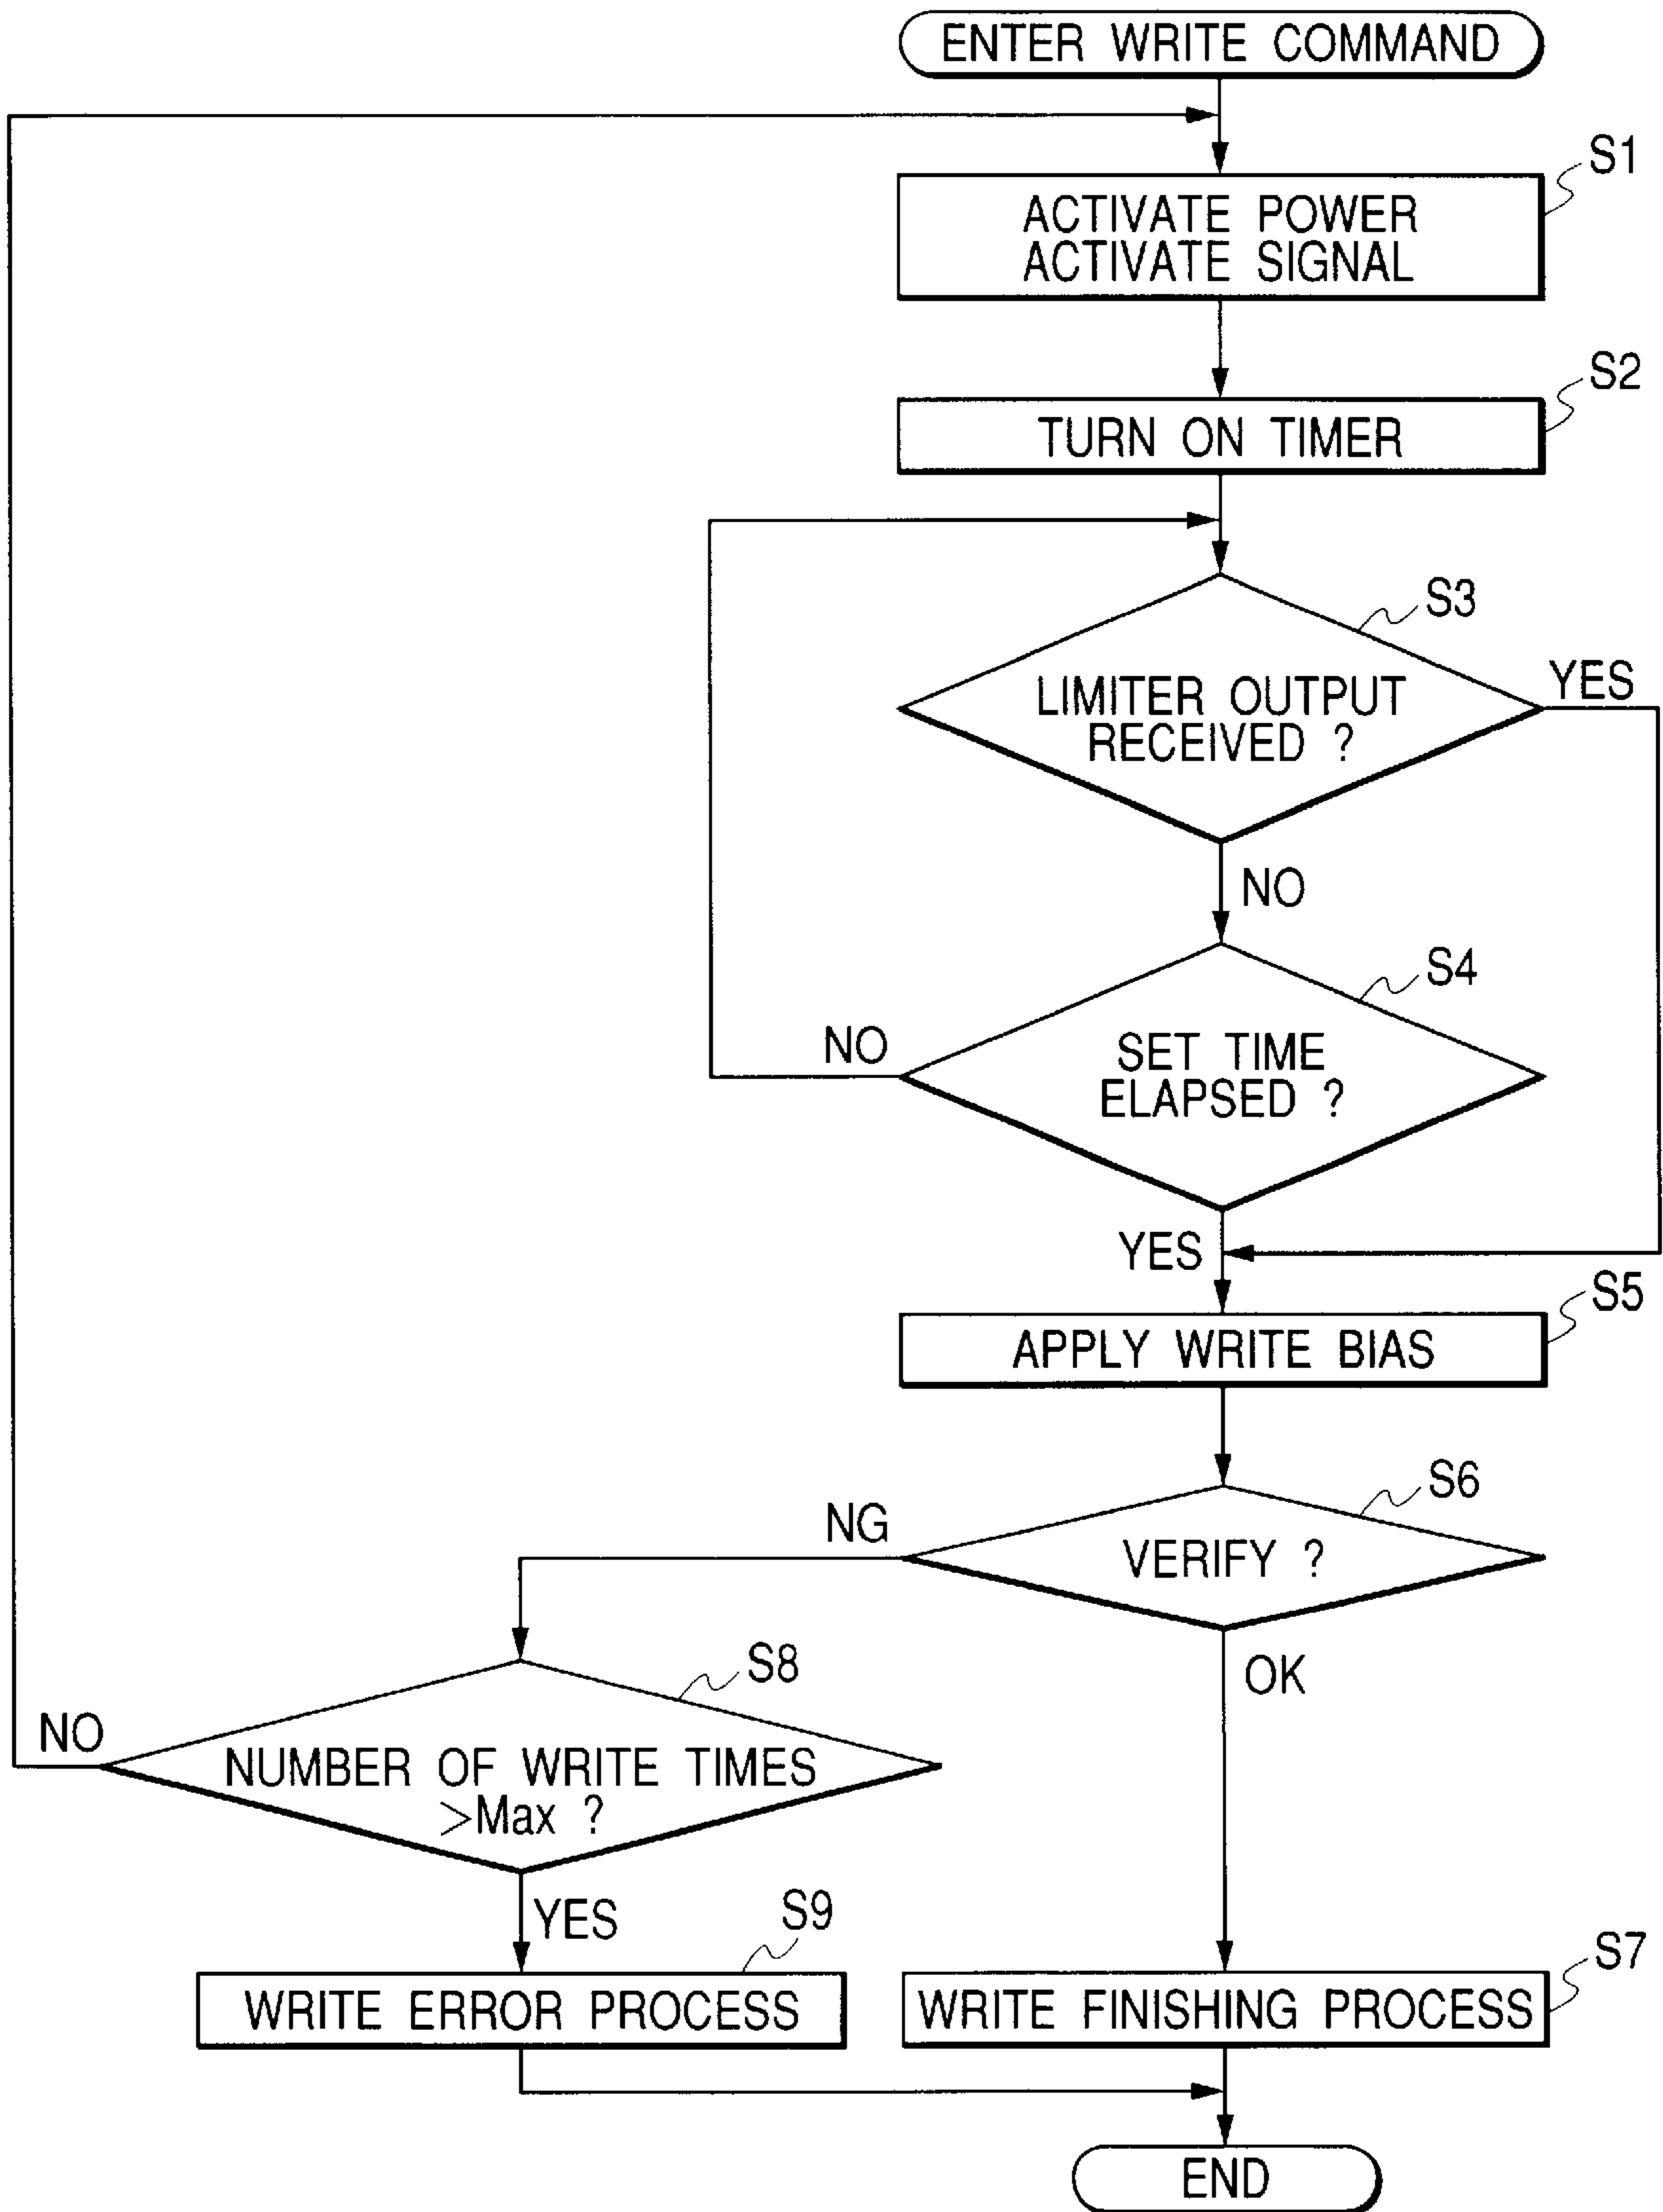 ENTER WRITE COMMAND
S1
ACTIVATE POWER
ACTIVATE SIGNAL
S2
TURN ON TIMER
S3
YES
LIMITER OUTPUT
RECEIVED ?
NO
S4
NO
SET TIME
ELAPSED ?
YES
S5
APPLY WRITE BIAS
S6
NG
VERIFY ?
S8
OK
NO
NUMBER OF WRITE TIMES
>Max ?
YES
S9
S7
WRITE ERROR PROCESS
WRITE FINISHING PROCESS
END